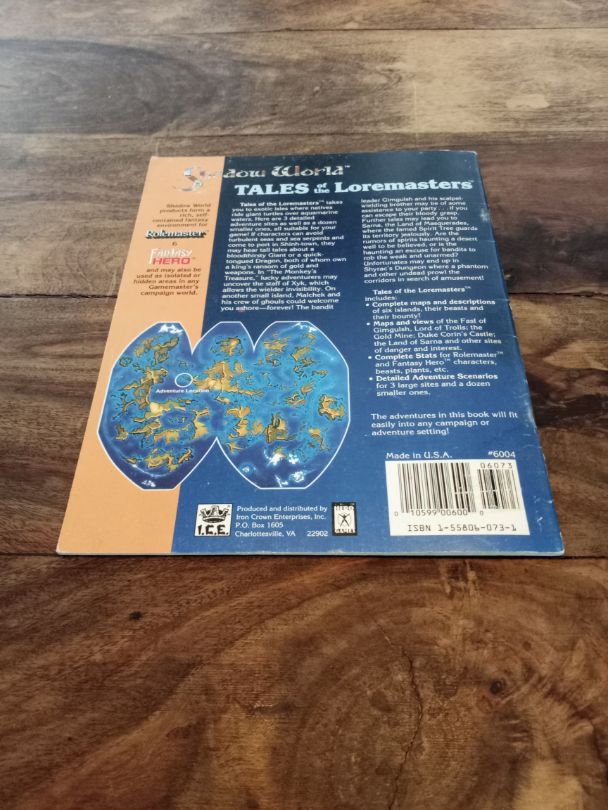 Shadow World™
TALES of the Loremasters™
Shadow World
products form a
rich, self-
contained fantasy
environment for
Rolemaster
&
Fantasy
HERO
and may also be
used as isolated or
hidden areas in any
Gamemaster's
campaign world.
Tales of the Loremasters™ takes
you to exotic isles where natives
ride giant turtles over aquamarine
waters. Here are 3 detailed
adventure sites as well as a dozen
smaller ones, all suitable for your
game! If characters can avoid
turbulent seas and sea serpents and
come to port in Shinh-town, they
may hear tall tales about a
bloodthirsty Giant or a quick-
tongued Dragon, both of whom own
a king's ransom of gold and
weapons. In "The Monkey's
Treasure," lucky adventurers may
uncover the staff of Xyk, which
allows the wielder invisibility. On
another small island, Malchek and
his crew of ghouls could welcome
you ashore—forever! The bandit
leader Gimgulsh and his scalpel-
wielding brother may be of some
assistance to your party . . . if you
can escape their bloody grasp.
Further tales may lead you to
Sarna, the Land of Masquerades,
where the famed Spirit Tree guards
its territory jealously. Are the
rumors of spirits haunting a desert
well to be believed, or is the
haunting an excuse for bandits to
rob the weak and unarmed?
Unfortunates may end up in
Shyrac's Dungeon where a phantom
and other undead prowl the
corridors in search of amusement!
Tales of the Loremasters™
includes:
• Complete maps and descriptions
of six islands, their beasts and
their bounty!
• Maps and views of the Fast of
Gimgulsh, Lord of Trolls; the
Gold Mine; Duke Corin's Castle;
the Land of Sarna and other sites
of danger and interest.
• Complete Stats for Rolemaster™
and Fantasy Hero™ characters,
beasts, plants, etc.
• Detailed Adventure Scenarios
for 3 large sites and a dozen
smaller ones.
The adventures in this book will fit
easily into any campaign or
adventure setting!
Adventure Location
Made in U.S.A. #6004
06073
0 10599 00600 0
ISBN 1-55806-073-1
I.C.E.
Produced and distributed by
Iron Crown Enterprises, Inc.
P.O. Box 1605
Charlottesville, VA 22902
HERO
GAMES